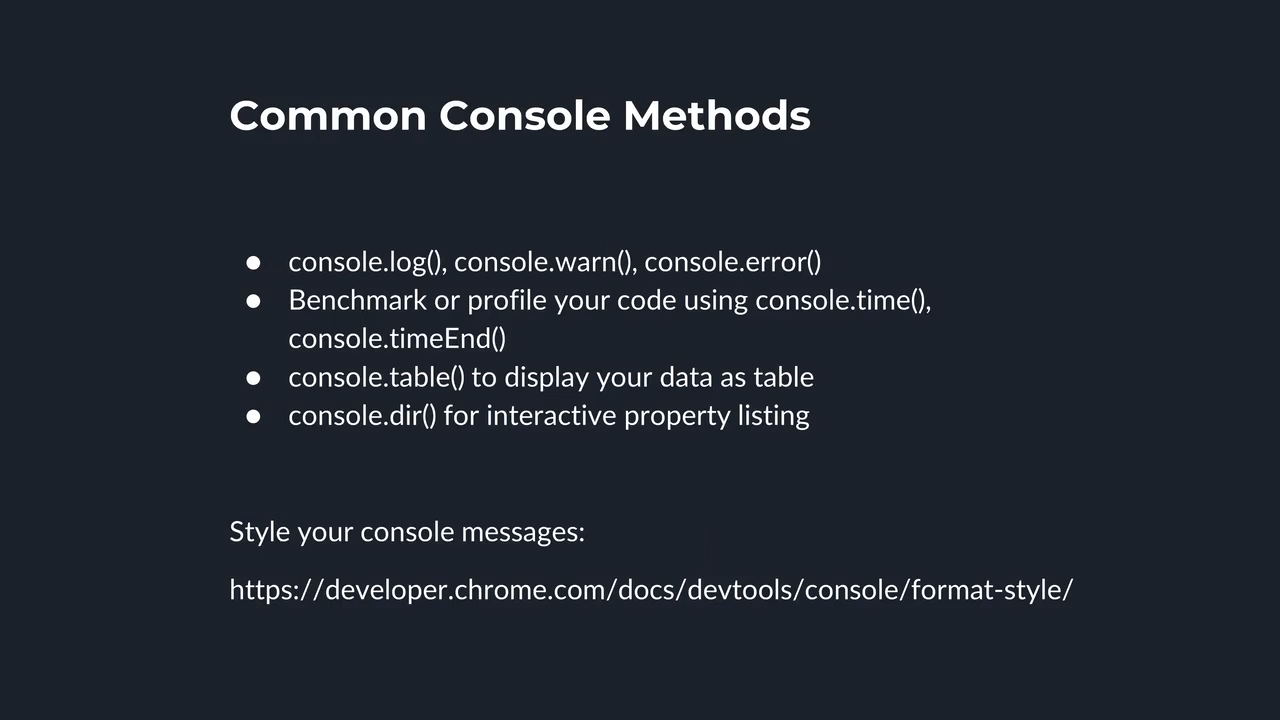 Common Console Methods
● console.log(), console.warn(), console.error()
● Benchmark or profile your code using console.time(),
console.timeEnd()
● console.table() to display your data as table
● console.dir() for interactive property listing
Style your console messages:
https://developer.chrome.com/docs/devtools/console/format-style/